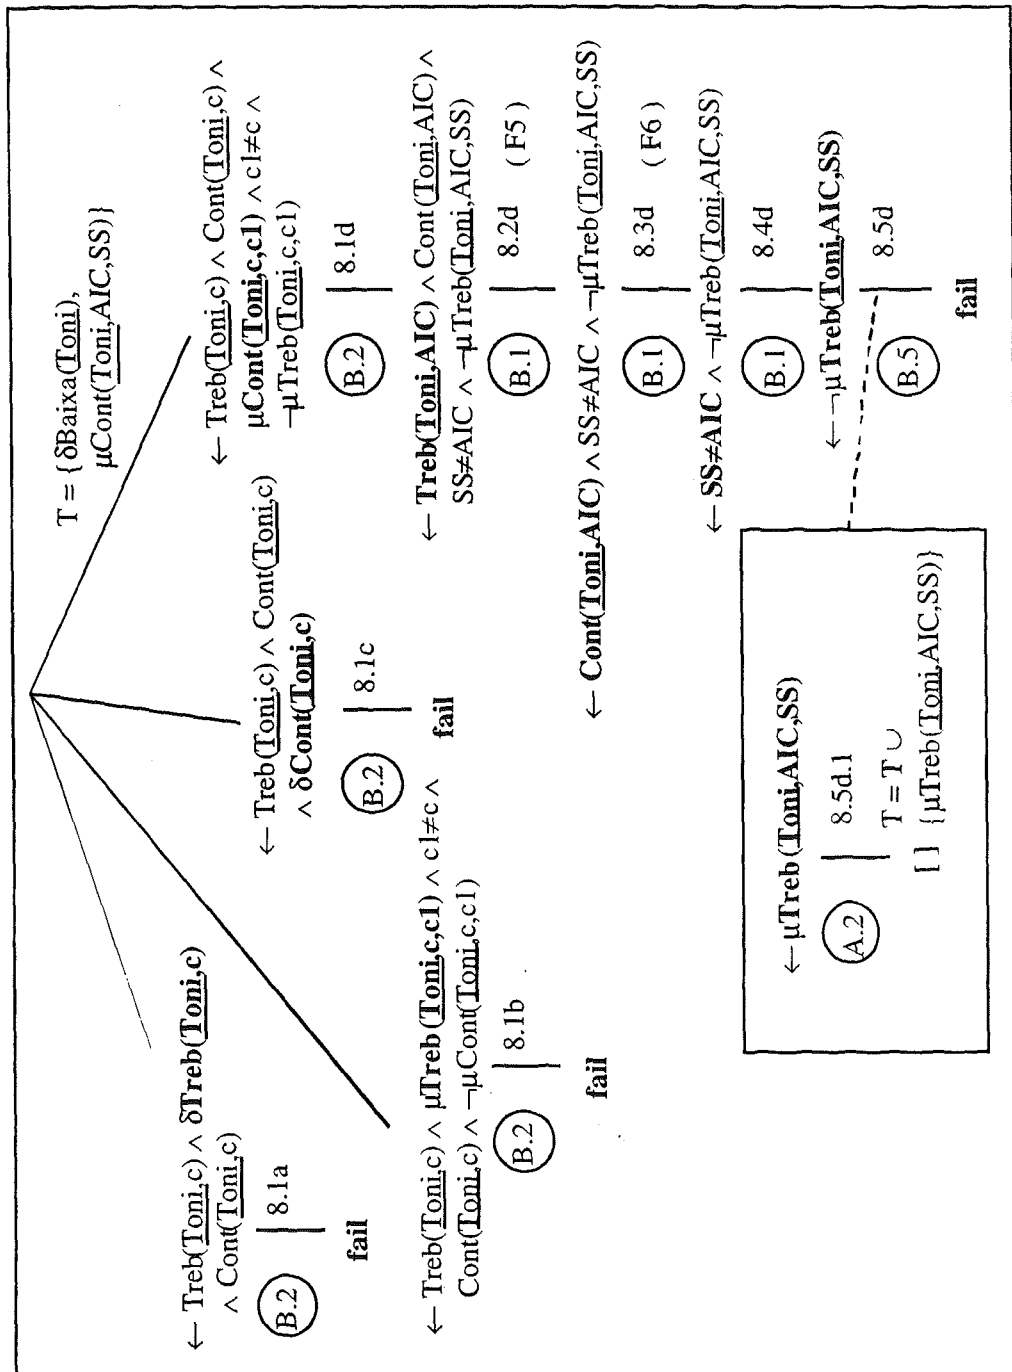 T = {δBaixa(Toni),
μCont(Toni,AIC,SS)}
← Treb(Toni,c) ∧ δTreb(Toni,c)
∧ Cont(Toni,c)
B.2 8.1a
fail
← Treb(Toni,c) ∧ μTreb(Toni,c,c1) ∧ c1≠c ∧
Cont(Toni,c) ∧ ¬μCont(Toni,c,c1)
B.2 8.1b
fail
← Treb(Toni,c) ∧ Cont(Toni,c)
∧ δCont(Toni,c)
B.2 8.1c
fail
← Treb(Toni,c) ∧ Cont(Toni,c) ∧
μCont(Toni,c,c1) ∧ c1≠c ∧
¬μTreb(Toni,c,c1)
B.2 8.1d
← Treb(Toni,AIC) ∧ Cont(Toni,AIC) ∧
SS≠AIC ∧ ¬μTreb(Toni,AIC,SS)
B.1 8.2d (F5)
← Cont(Toni,AIC) ∧ SS≠AIC ∧ ¬μTreb(Toni,AIC,SS)
B.1 8.3d (F6)
← SS≠AIC ∧ ¬μTreb(Toni,AIC,SS)
B.1 8.4d
← ¬μTreb(Toni,AIC,SS)
B.5 8.5d
fail
← μTreb(Toni,AIC,SS)
A.2 8.5d.1
T = T ∪
[] {μTreb(Toni,AIC,SS)}